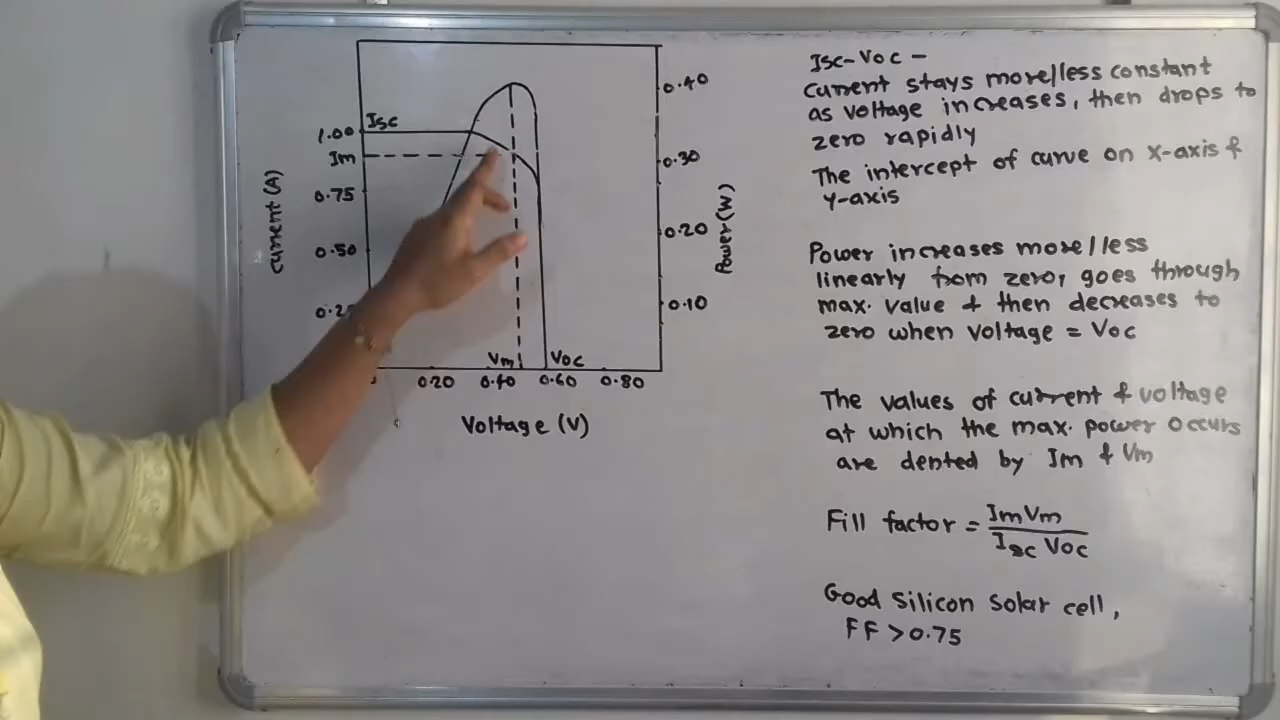 Isc
1.00
Im
0.75
0.50
0.25
Current (A)
0.40
0.30
0.20
0.10
Power (W)
Vm
Voc
0.20
0.40
0.60
0.80
Voltage (V)
Isc-Voc -
Current stays more/less constant
as voltage increases, then drops to
zero rapidly
The intercept of curve on x-axis &
y-axis
Power increases more/less
linearly from zero, goes through
max. value & then decreases to
zero when voltage = Voc
The values of current & voltage
at which the max. power occurs
are dented by Im & Vm
Fill factor = ImVm
Isc Voc
Good Silicon Solar cell,
FF > 0.75